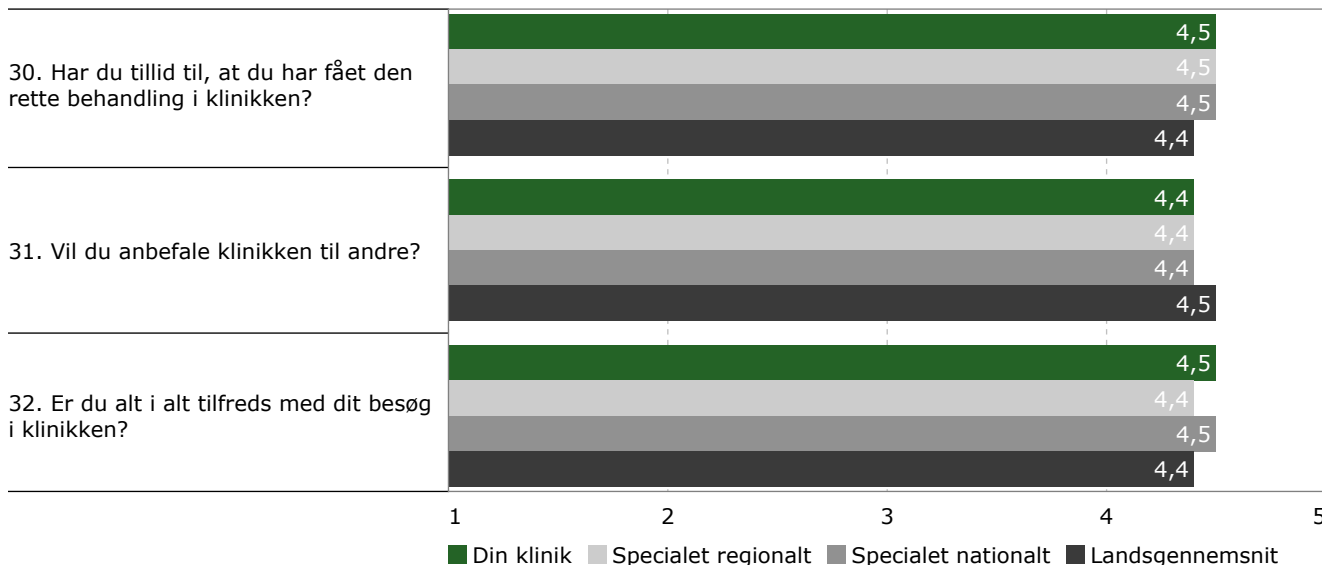 30. Har du tillid til, at du har fået den
rette behandling i klinikken?
4,5
4,5
4,5
4,4
31. Vil du anbefale klinikken til andre?
4,4
4,4
4,4
4,5
32. Er du alt i alt tilfreds med dit besøg
i klinikken?
4,5
4,4
4,5
4,4
1 2 3 4 5
Din klinik Specialet regionalt Specialet nationalt Landsgennemsnit